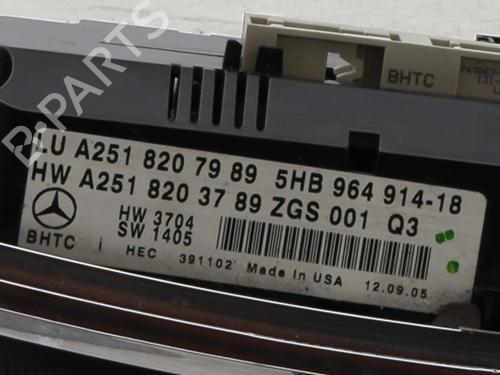 BHTC
LU A251 820 79 89 5HB 964 914-18
HW A251 820 37 89 ZGS 001 Q3
HW 3704
SW 1405
BHTC i HEC 391102 Made in USA 12.09.05